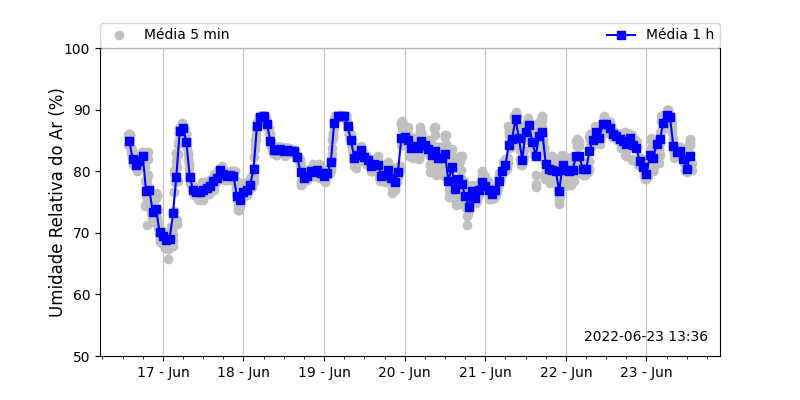 Média 5 min
Média 1 h
100
90
80
70
60
50
Umidade Relativa do Ar (%)
2022-06-23 13:36
17 - Jun
18 - Jun
19 - Jun
20 - Jun
21 - Jun
22 - Jun
23 - Jun